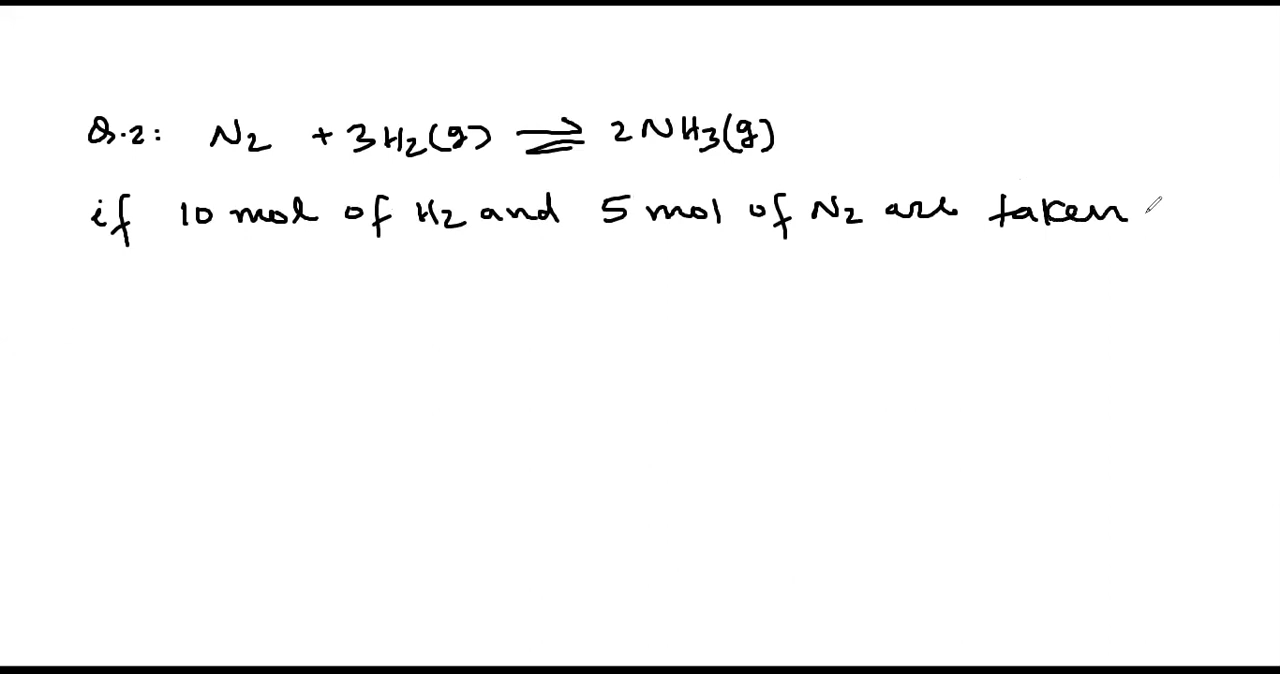 Q.2: N2 + 3H2(g) ⇌ 2NH3(g)
if 10 mol of H2 and 5 mol of N2 are taken